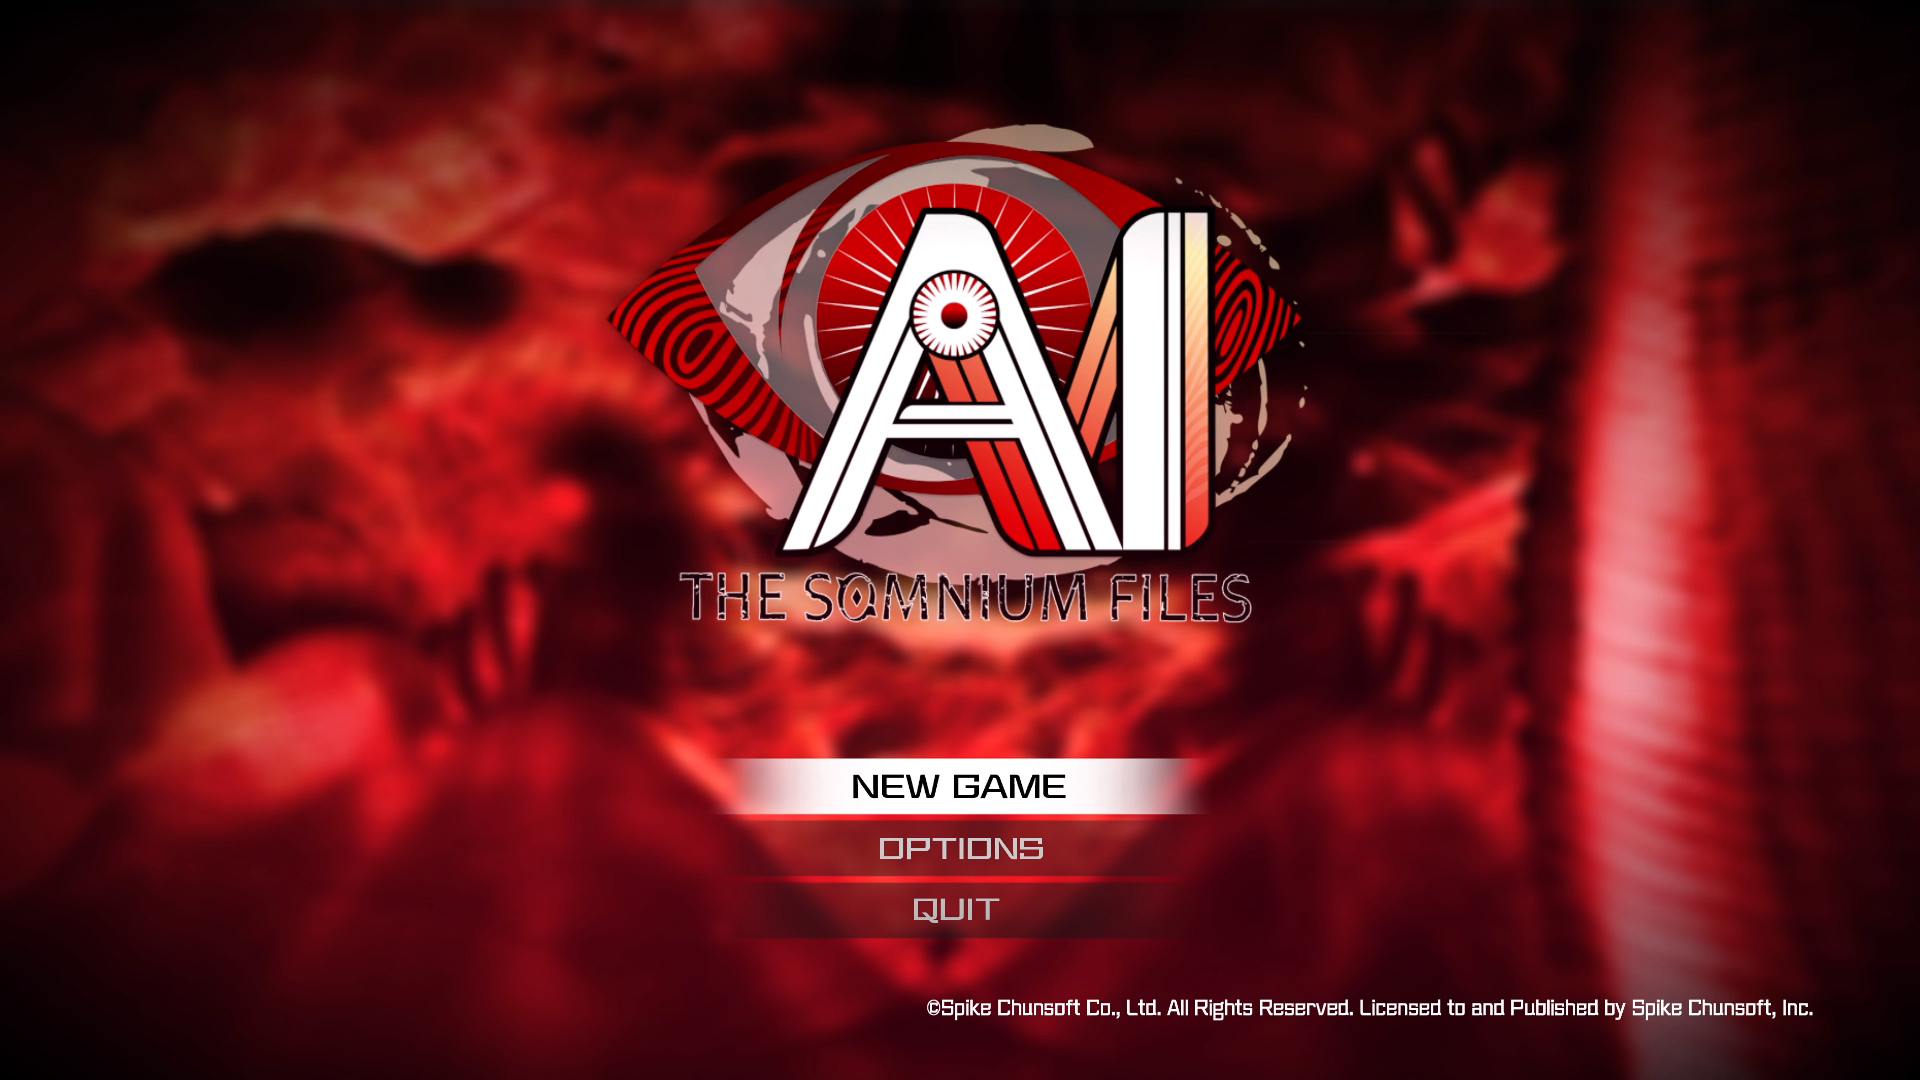 AI
THE SOMNIUM FILES
NEW GAME
OPTIONS
QUIT
©Spike Chunsoft Co., Ltd. All Rights Reserved. Licensed to and Published by Spike Chunsoft, Inc.